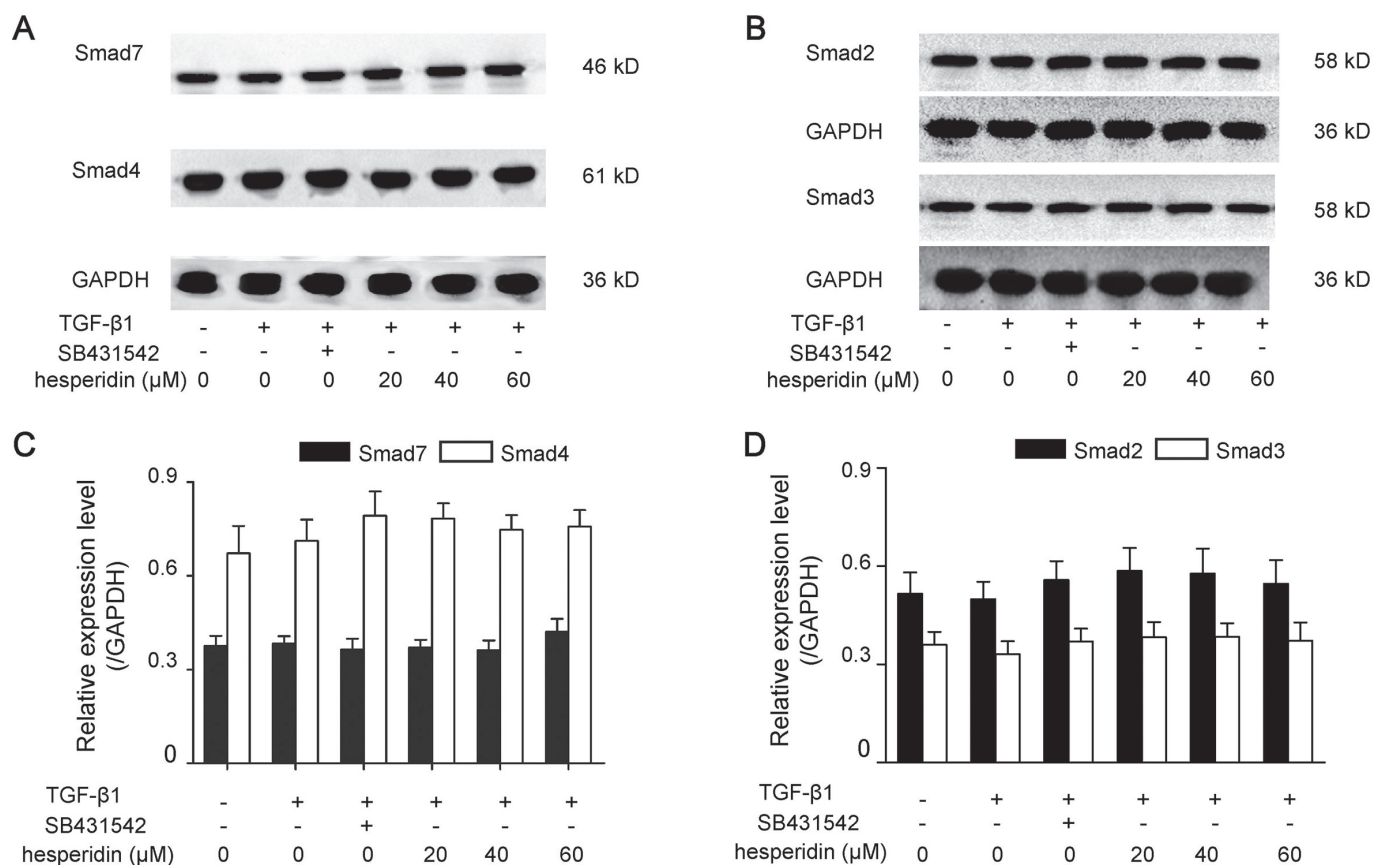 A
Smad7 46 kD
Smad4 61 kD
GAPDH 36 kD
TGF-β1 - + + + + +
SB431542 - - + - - -
hesperidin (μM) 0 0 0 20 40 60
B
Smad2 58 kD
GAPDH 36 kD
Smad3 58 kD
GAPDH 36 kD
TGF-β1 - + + + + +
SB431542 - - + - - -
hesperidin (μM) 0 0 0 20 40 60
C
Smad7 Smad4
Relative expression level
(/GAPDH)
0.9
0.6
0.3
0
TGF-β1 - + + + + +
SB431542 - - + - - -
hesperidin (μM) 0 0 0 20 40 60
D
Smad2 Smad3
Relative expression level
(/GAPDH)
0.9
0.6
0.3
0
TGF-β1 - + + + + +
SB431542 - - + - - -
hesperidin (μM) 0 0 0 20 40 60